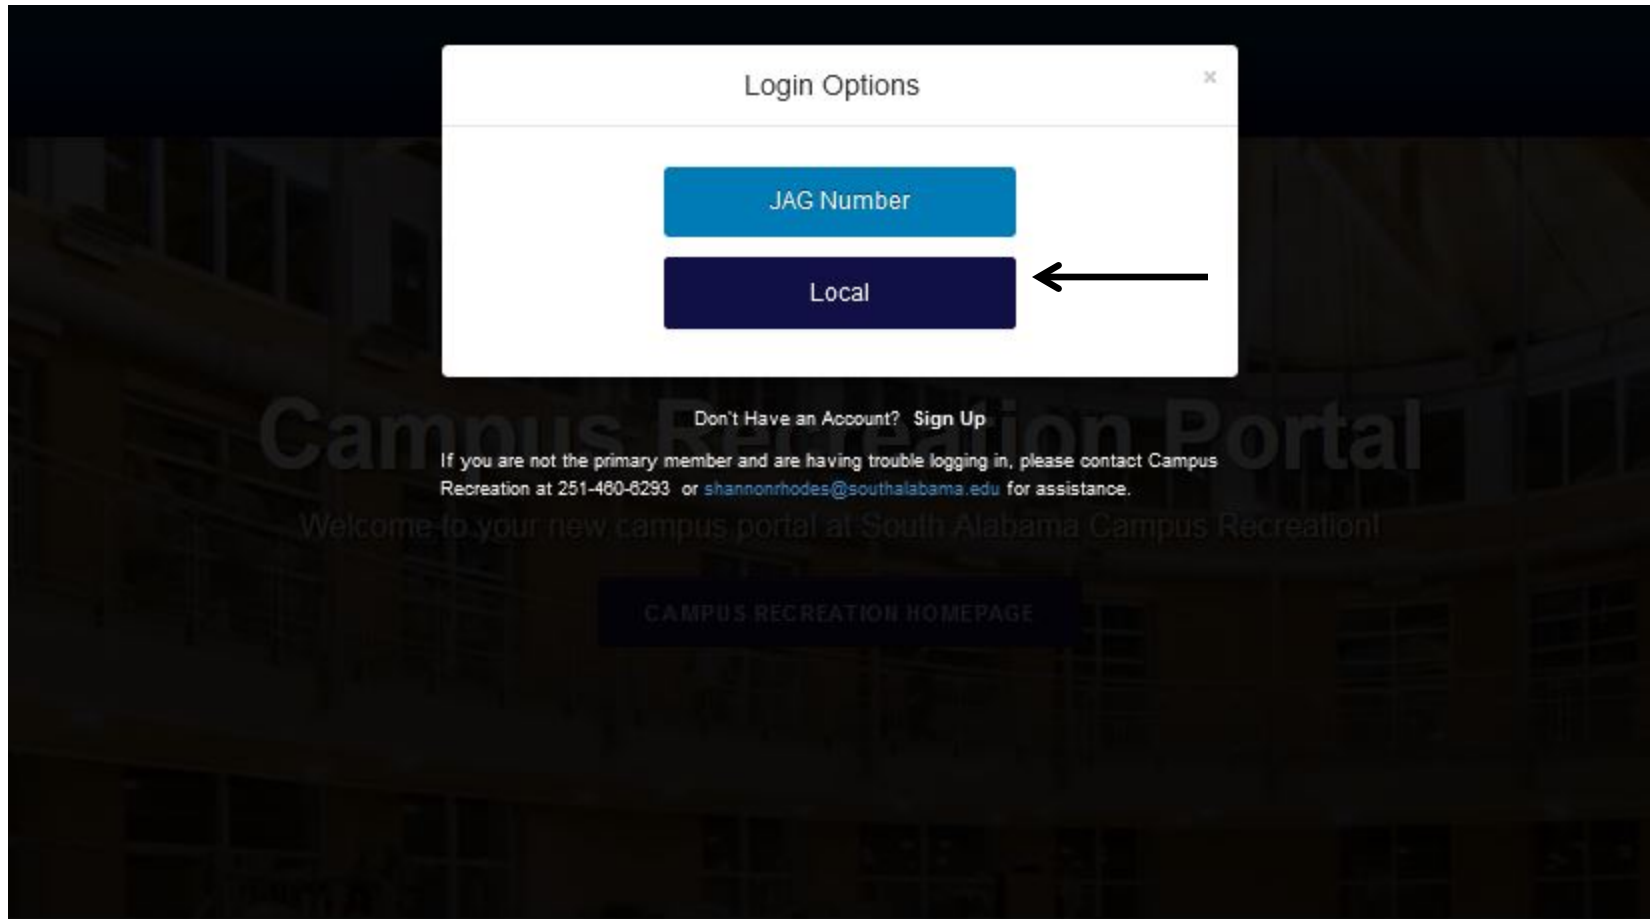 Login Options
×
JAG Number
Local
Campus Recreation Portal
Don't Have an Account? Sign Up
If you are not the primary member and are having trouble logging in, please contact Campus
Recreation at 251-460-6293 or shannonrhodes@southalabama.edu for assistance.
Welcome to your new campus portal at South Alabama Campus Recreation!
CAMPUS RECREATION HOMEPAGE